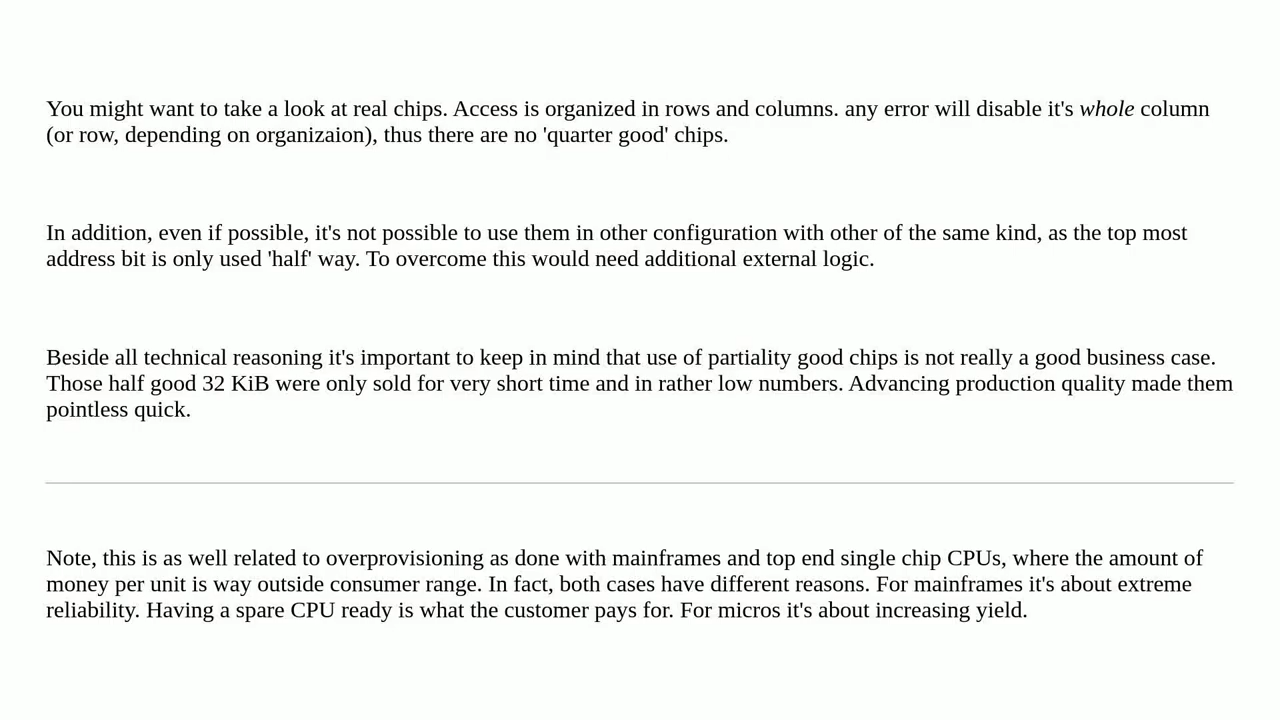 You might want to take a look at real chips. Access is organized in rows and columns. any error will disable it's whole column
(or row, depending on organizaion), thus there are no 'quarter good' chips.
In addition, even if possible, it's not possible to use them in other configuration with other of the same kind, as the top most
address bit is only used 'half' way. To overcome this would need additional external logic.
Beside all technical reasoning it's important to keep in mind that use of partiality good chips is not really a good business case.
Those half good 32 KiB were only sold for very short time and in rather low numbers. Advancing production quality made them
pointless quick.
Note, this is as well related to overprovisioning as done with mainframes and top end single chip CPUs, where the amount of
money per unit is way outside consumer range. In fact, both cases have different reasons. For mainframes it's about extreme
reliability. Having a spare CPU ready is what the customer pays for. For micros it's about increasing yield.